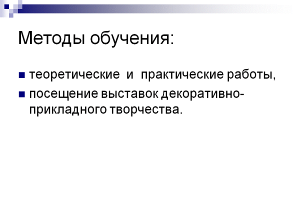 Методы обучения:
теоретические и практические работы,
посещение выставок декоративно-
прикладного творчества.